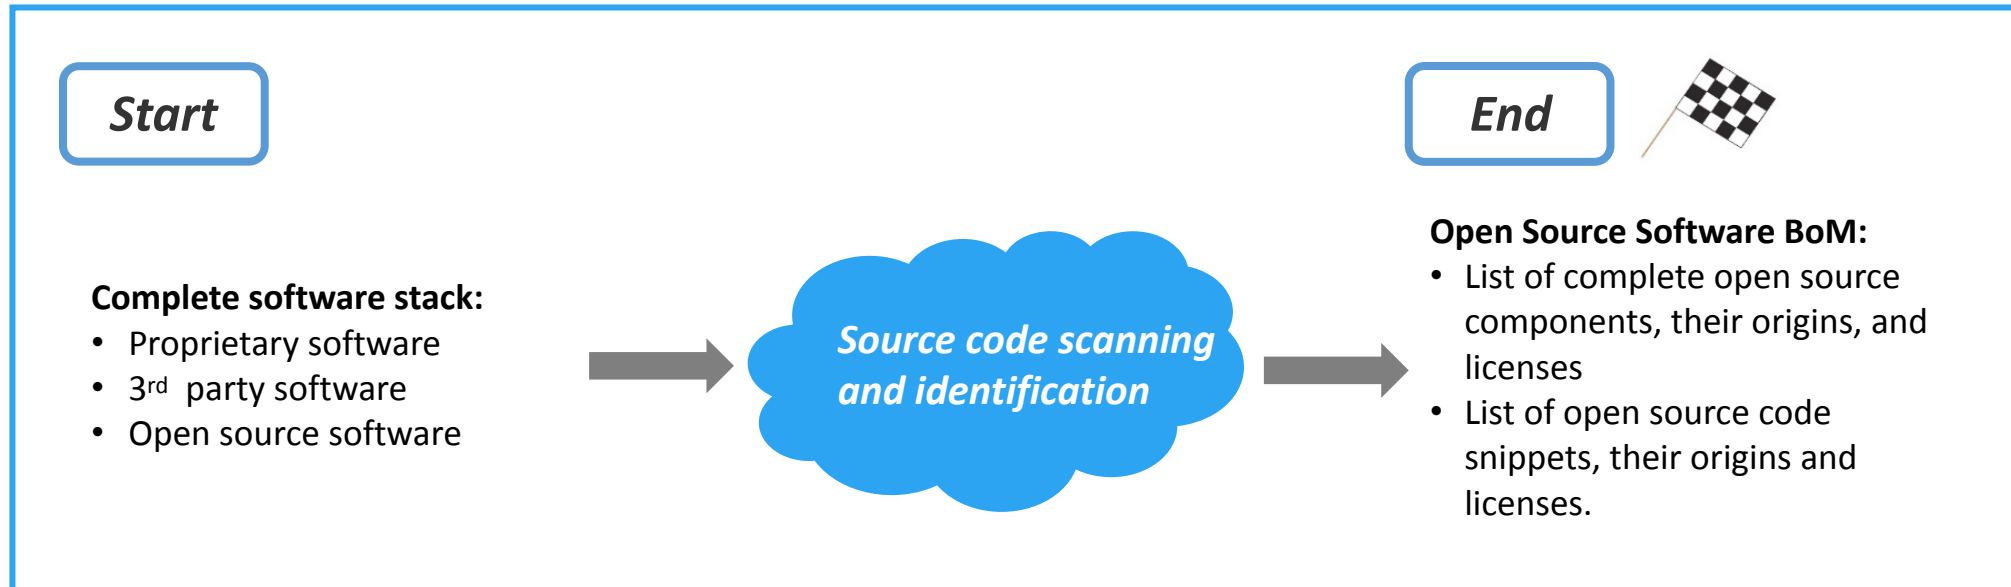 Start
End
Complete software stack:
• Proprietary software
• 3rd party software
• Open source software
Source code scanning
and identification
Open Source Software BoM:
• List of complete open source
components, their origins, and
licenses
• List of open source code
snippets, their origins and
licenses.